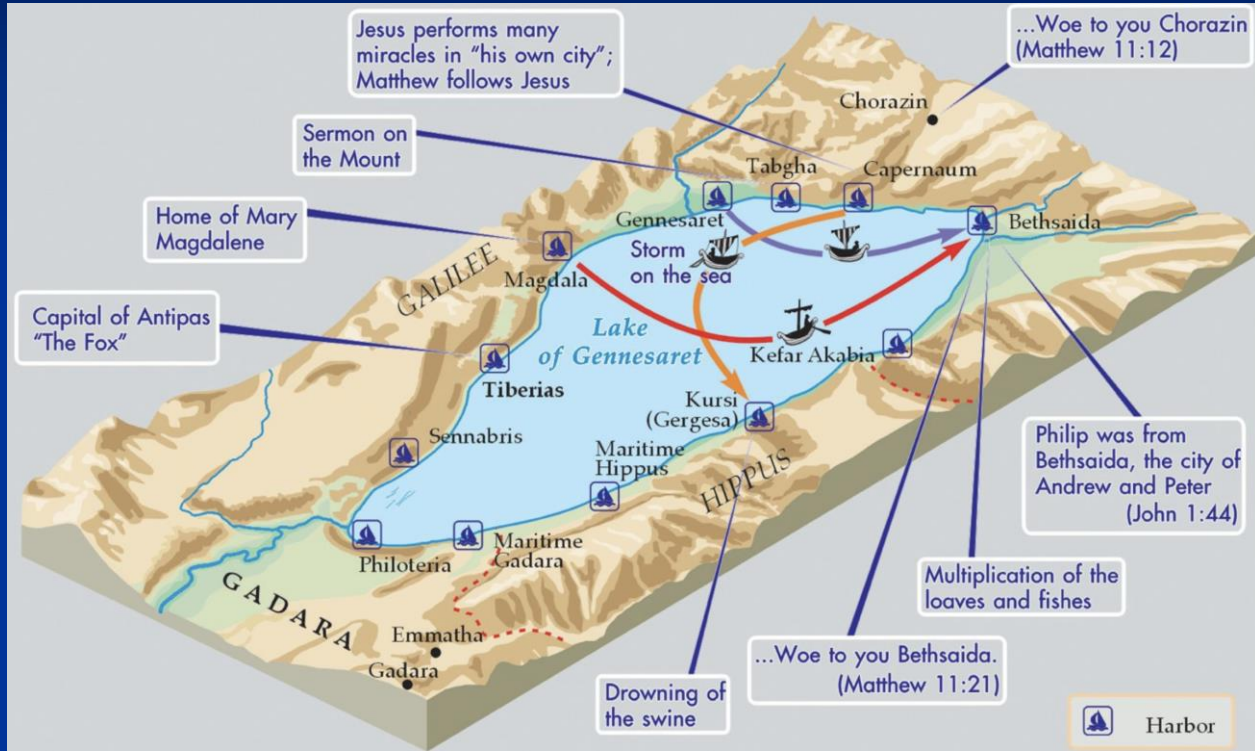 Jesus performs many
miracles in “his own city”;
Matthew follows Jesus
...Woe to you Chorazin
(Matthew 11:12)
Chorazin
Sermon on
the Mount
Tabgha
Capernaum
Home of Mary
Magdalene
Gennesaret
Bethsaida
GALILEE
Magdala
Storm
on the sea
Capital of Antipas
“The Fox”
Lake
of Gennesaret
Kefar Akabia
Tiberias
Kursi
(Gergesa)
Sennabris
Maritime
Hippus
HIPPUS
Philip was from
Bethsaida, the city of
Andrew and Peter
(John 1:44)
Philoteria
Maritime
Gadara
GADARA
Multiplication of the
loaves and fishes
Emmatha
Gadara
...Woe to you Bethsaida.
(Matthew 11:21)
Drowning of
the swine
Harbor